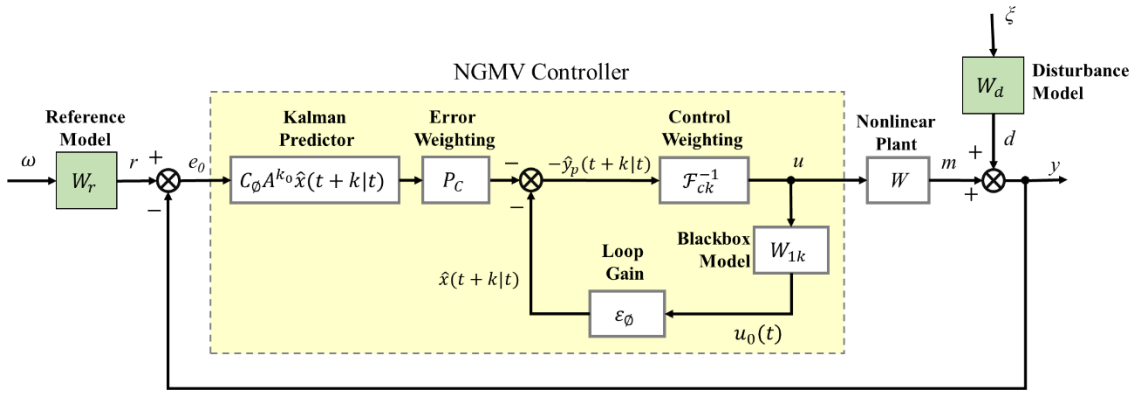 ξ
NGMV Controller
W_d
Disturbance
Model
Reference
Model
Kalman
Predictor
Error
Weighting
Control
Weighting
Nonlinear
Plant
d
ω
W_r
r
+
−
e_0
C_∅A^{k_0}x̂(t + k|t)
P_C
−
−
−ŷ_p(t + k|t)
ℱ_{ck}^{−1}
u
W
m
+
+
y
Blackbox
Model
W_{1k}
Loop
Gain
x̂(t + k|t)
ε_∅
u_0(t)